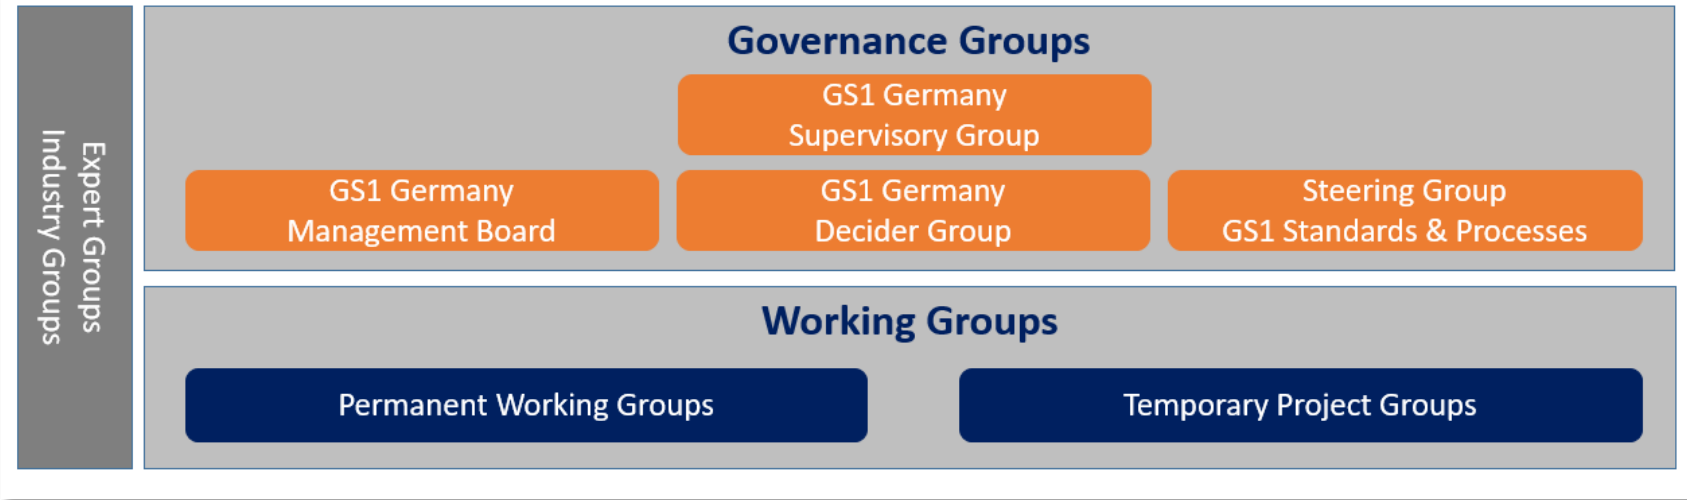 Expert Groups
Industry Groups
Governance Groups
GS1 Germany
Supervisory Group
GS1 Germany
Management Board
GS1 Germany
Decider Group
Steering Group
GS1 Standards & Processes
Working Groups
Permanent Working Groups
Temporary Project Groups